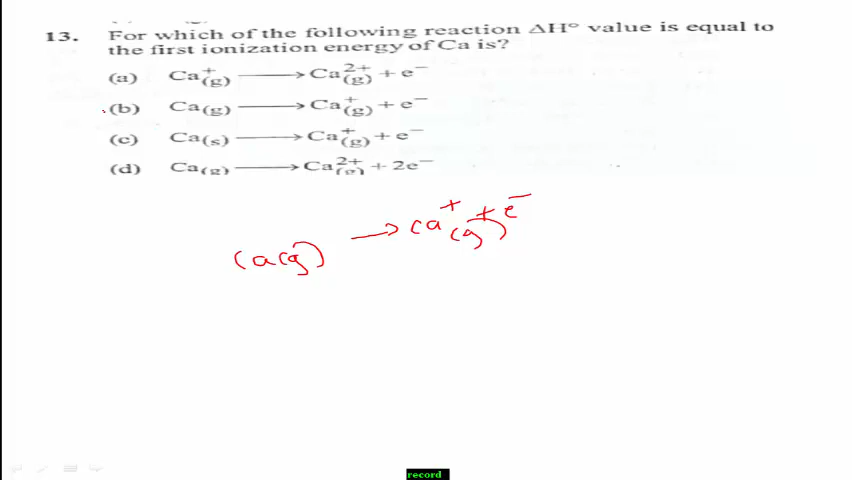 13. For which of the following reaction ΔH° value is equal to
the first ionization energy of Ca is?
(a) Ca⁺(g) ⟶ Ca²⁺(g) + e⁻
(b) Ca(g) ⟶ Ca⁺(g) + e⁻
(c) Ca(s) ⟶ Ca⁺(g) + e⁻
(d) Ca(g) ⟶ Ca²⁺(g) + 2e⁻
Ca(g) → Ca⁺(g) + e⁻
record